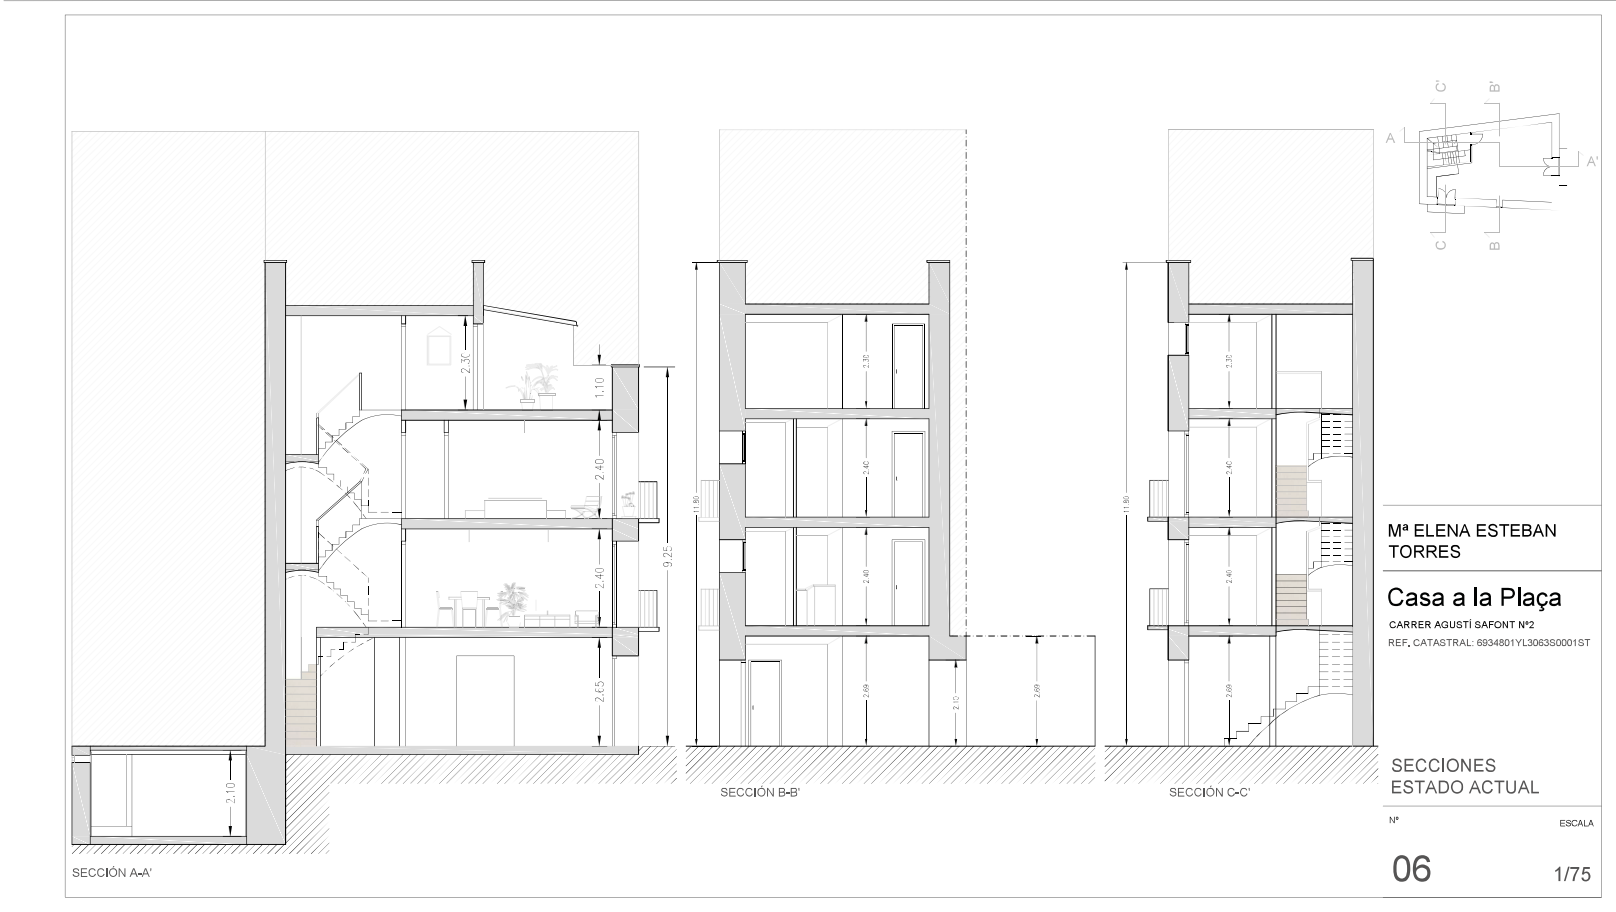 C'
B'
A
A'
C
B
2.30
1.10
2.40
9.25
2.40
2.65
2.10
SECCIÓN A-A'
11.80
2.30
2.40
2.40
2.69
2.10
2.69
SECCIÓN B-B'
11.80
2.30
2.40
2.40
2.69
SECCIÓN C-C'
Mª ELENA ESTEBAN
TORRES
Casa a la Plaça
CARRER AGUSTÍ SAFONT Nº2
REF. CATASTRAL: 6934801YL3063S0001ST
SECCIONES
ESTADO ACTUAL
Nº
ESCALA
06
1/75